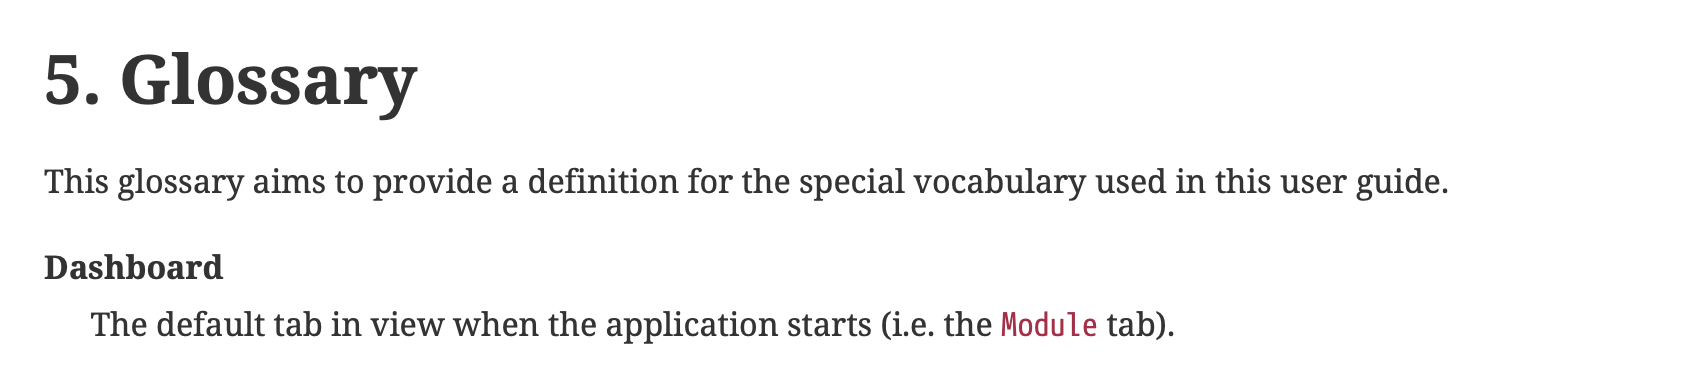 5. Glossary
This glossary aims to provide a definition for the special vocabulary used in this user guide.
Dashboard
The default tab in view when the application starts (i.e. the Module tab).